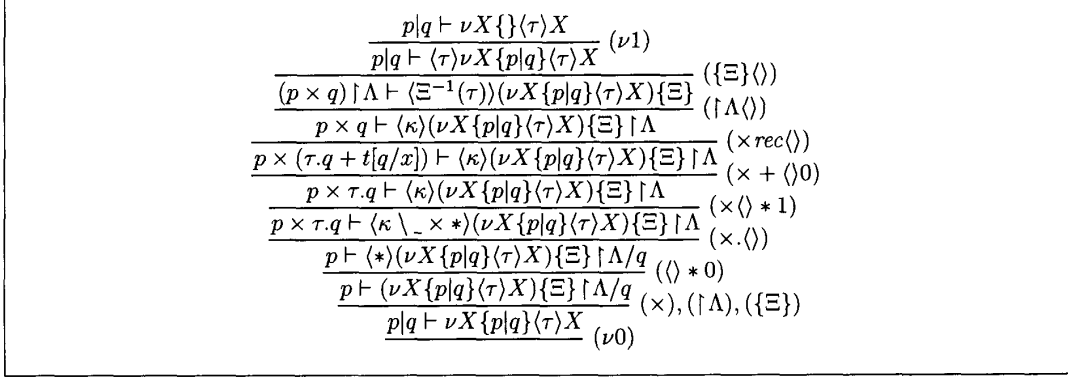 p|q ⊢ νX{}⟨τ⟩X
(ν1)
p|q ⊢ ⟨τ⟩νX{p|q}⟨τ⟩X
({Ξ}⟨⟩)
(p × q)↾Λ ⊢ ⟨Ξ⁻¹(τ)⟩(νX{p|q}⟨τ⟩X){Ξ}
(↾Λ⟨⟩)
p × q ⊢ ⟨κ⟩(νX{p|q}⟨τ⟩X){Ξ}↾Λ
(×rec⟨⟩)
p × (τ.q + t[q/x]) ⊢ ⟨κ⟩(νX{p|q}⟨τ⟩X){Ξ}↾Λ
(× + ⟨⟩0)
p × τ.q ⊢ ⟨κ⟩(νX{p|q}⟨τ⟩X){Ξ}↾Λ
(×⟨⟩ * 1)
p × τ.q ⊢ ⟨κ \ _ × *⟩(νX{p|q}⟨τ⟩X){Ξ}↾Λ
(×.⟨⟩)
p ⊢ ⟨*⟩(νX{p|q}⟨τ⟩X){Ξ}↾Λ/q
(⟨⟩ * 0)
p ⊢ (νX{p|q}⟨τ⟩X){Ξ}↾Λ/q
(×), (↾Λ), ({Ξ})
p|q ⊢ νX{p|q}⟨τ⟩X
(ν0)